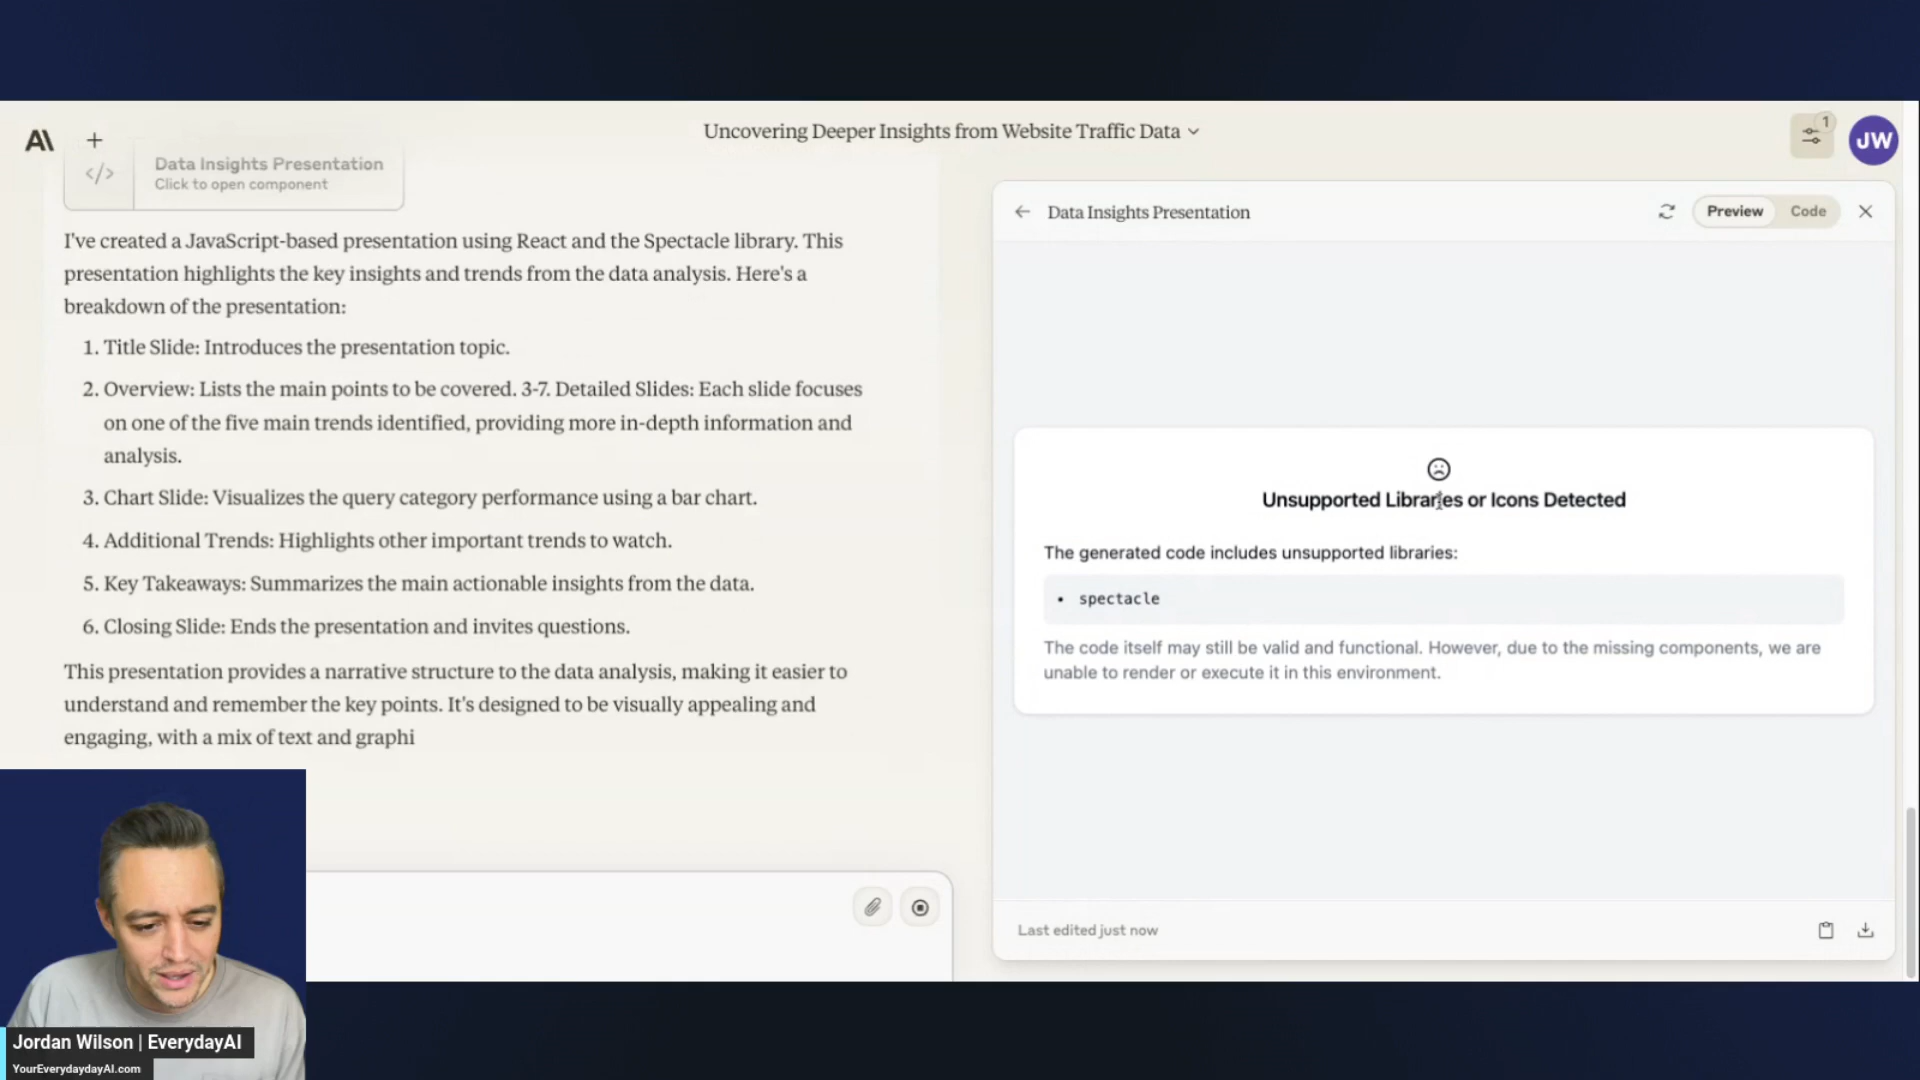 Uncovering Deeper Insights from Website Traffic Data
1
JW
Data Insights Presentation
Click to open component
I've created a JavaScript-based presentation using React and the Spectacle library. This
presentation highlights the key insights and trends from the data analysis. Here's a
breakdown of the presentation:
1. Title Slide: Introduces the presentation topic.
2. Overview: Lists the main points to be covered. 3-7. Detailed Slides: Each slide focuses
on one of the five main trends identified, providing more in-depth information and
analysis.
3. Chart Slide: Visualizes the query category performance using a bar chart.
4. Additional Trends: Highlights other important trends to watch.
5. Key Takeaways: Summarizes the main actionable insights from the data.
6. Closing Slide: Ends the presentation and invites questions.
This presentation provides a narrative structure to the data analysis, making it easier to
understand and remember the key points. It's designed to be visually appealing and
engaging, with a mix of text and graphi
Data Insights Presentation
Preview
Code
Unsupported Libraries or Icons Detected
The generated code includes unsupported libraries:
• spectacle
The code itself may still be valid and functional. However, due to the missing components, we are
unable to render or execute it in this environment.
Last edited just now
Jordan Wilson | EverydayAI
YourEverydayAI.com